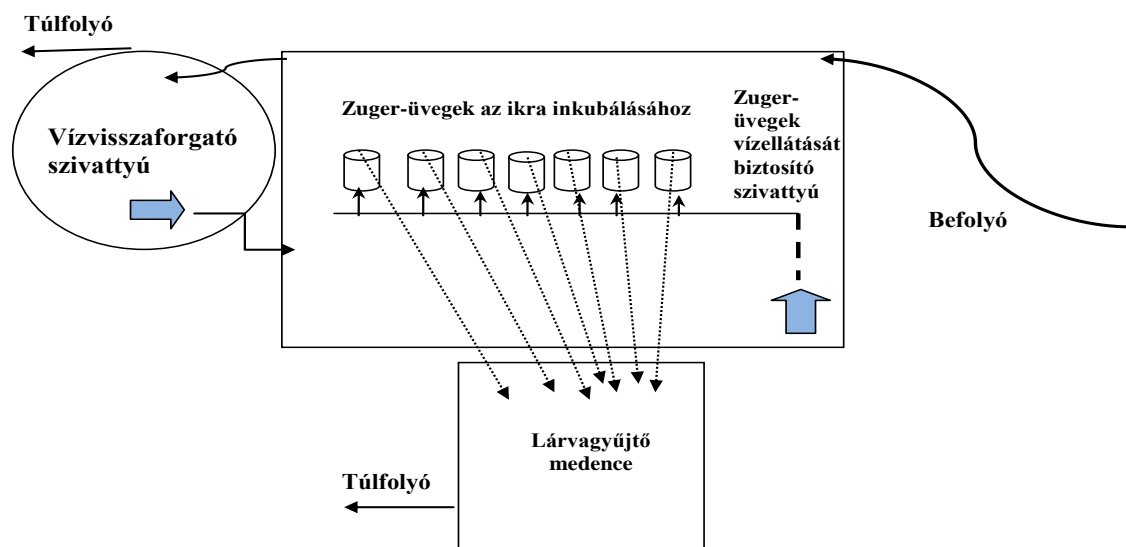 Túlfolyó
Vízvisszaforgató
szivattyú
Zuger-üvegek az ikra inkubálásához
Zuger-
üvegek
vízellátását
biztosító
szivattyú
Befolyó
Lárvagyűjtő
medence
Túlfolyó